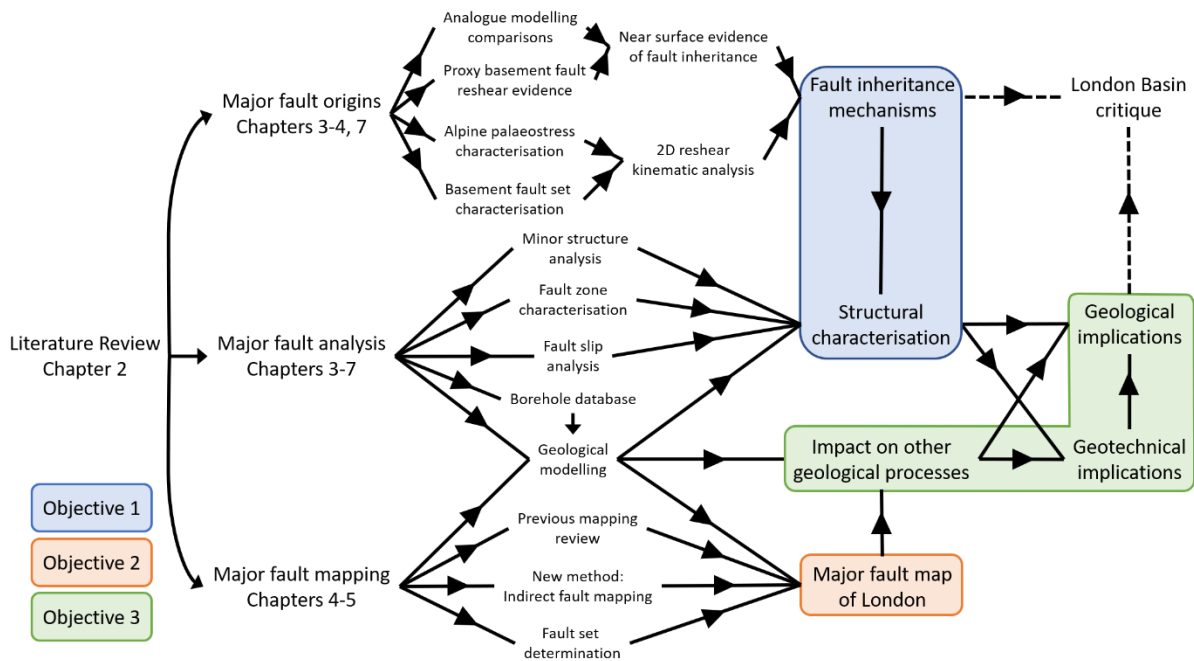 Analogue modelling
comparisons
Proxy basement fault
reshear evidence
Near surface evidence
of fault inheritance
Major fault origins
Chapters 3-4, 7
Alpine palaeostress
characterisation
Basement fault set
characterisation
2D reshear
kinematic analysis
Fault inheritance
mechanisms
London Basin
critique
Minor structure
analysis
Fault zone
characterisation
Fault slip
analysis
Borehole database
Geological
modelling
Literature Review
Chapter 2
Major fault analysis
Chapters 3-7
Structural
characterisation
Geological
implications
Impact on other
geological processes
Geotechnical
implications
Objective 1
Objective 2
Objective 3
Major fault mapping
Chapters 4-5
Previous mapping
review
New method:
Indirect fault mapping
Fault set
determination
Major fault map
of London